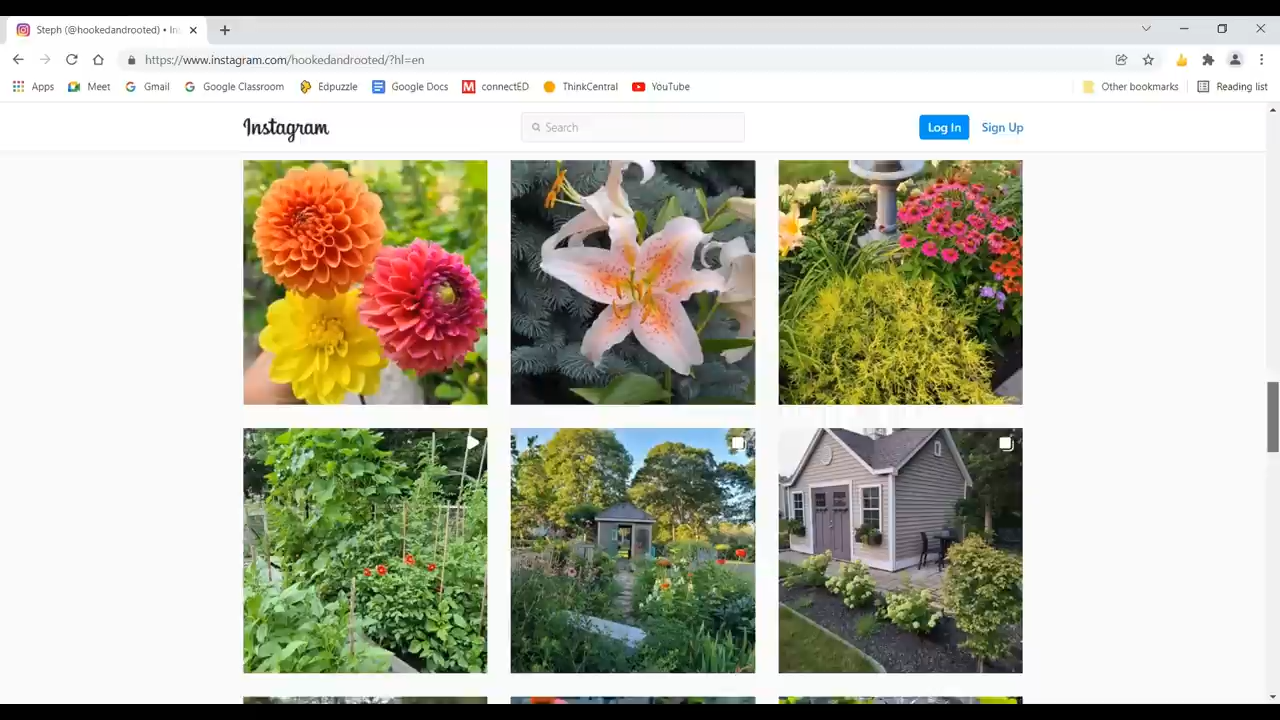 Steph (@hookedandrooted) • In
https://www.instagram.com/hookedandrooted/?hl=en
Apps Meet Gmail Google Classroom Edpuzzle Google Docs connectED ThinkCentral YouTube Other bookmarks Reading list
Instagram Search Log In Sign Up